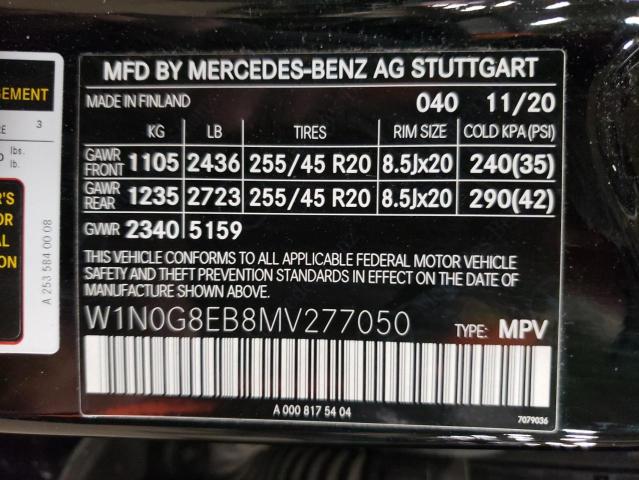 MFD BY MERCEDES-BENZ AG STUTTGART
MADE IN FINLAND 040 11/20
KG LB TIRES RIM SIZE COLD KPA(PSI)
GAWR FRONT 1105 2436 255/45 R20 8.5Jx20 240(35)
GAWR REAR 1235 2723 255/45 R20 8.5Jx20 290(42)
GVWR 2340 5159
THIS VEHICLE CONFORMS TO ALL APPLICABLE FEDERAL MOTOR VEHICLE
SAFETY AND THEFT PREVENTION STANDARDS IN EFFECT ON THE DATE OF
MANUFACTURE SHOWN ABOVE.
W1N0G8EB8MV277050 TYPE: MPV
A 000 817 54 04
7079036
3
lbs.
lb.
ION
A 253 584 00 08